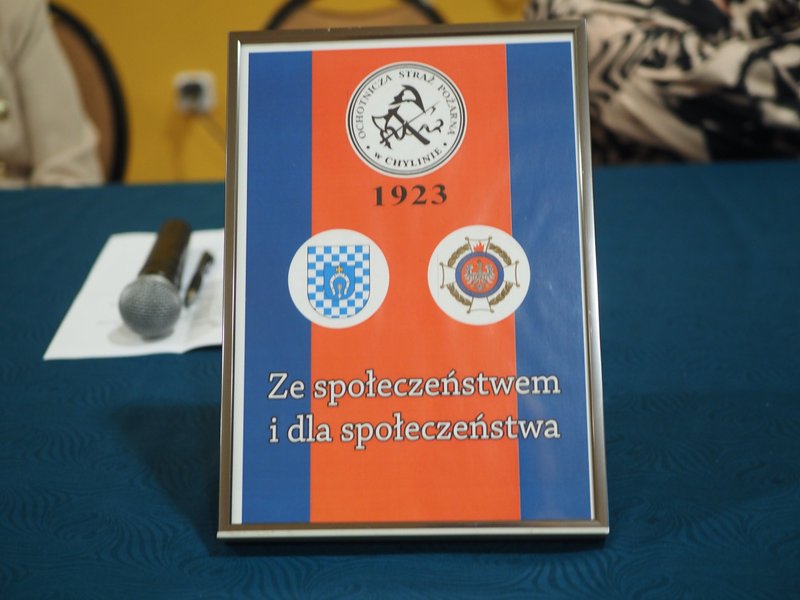 OCHOTNICZA STRAŻ POŻARNA
• W CHYLINIE •
1923
Ze społeczeństwem
i dla społeczeństwa